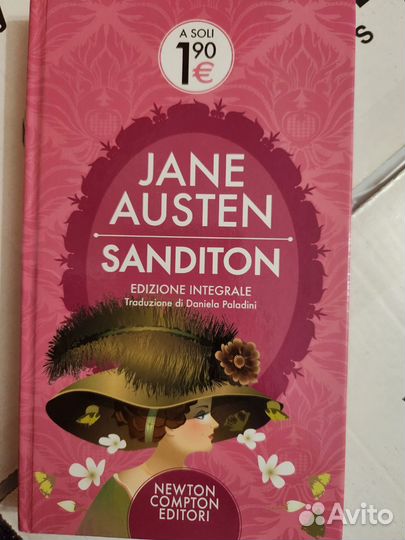 A SOLI
1,90
€
JANE
AUSTEN
SANDITON
EDIZIONE INTEGRALE
Traduzione di Daniela Paladini
NEWTON
COMPTON
EDITORI
Avito